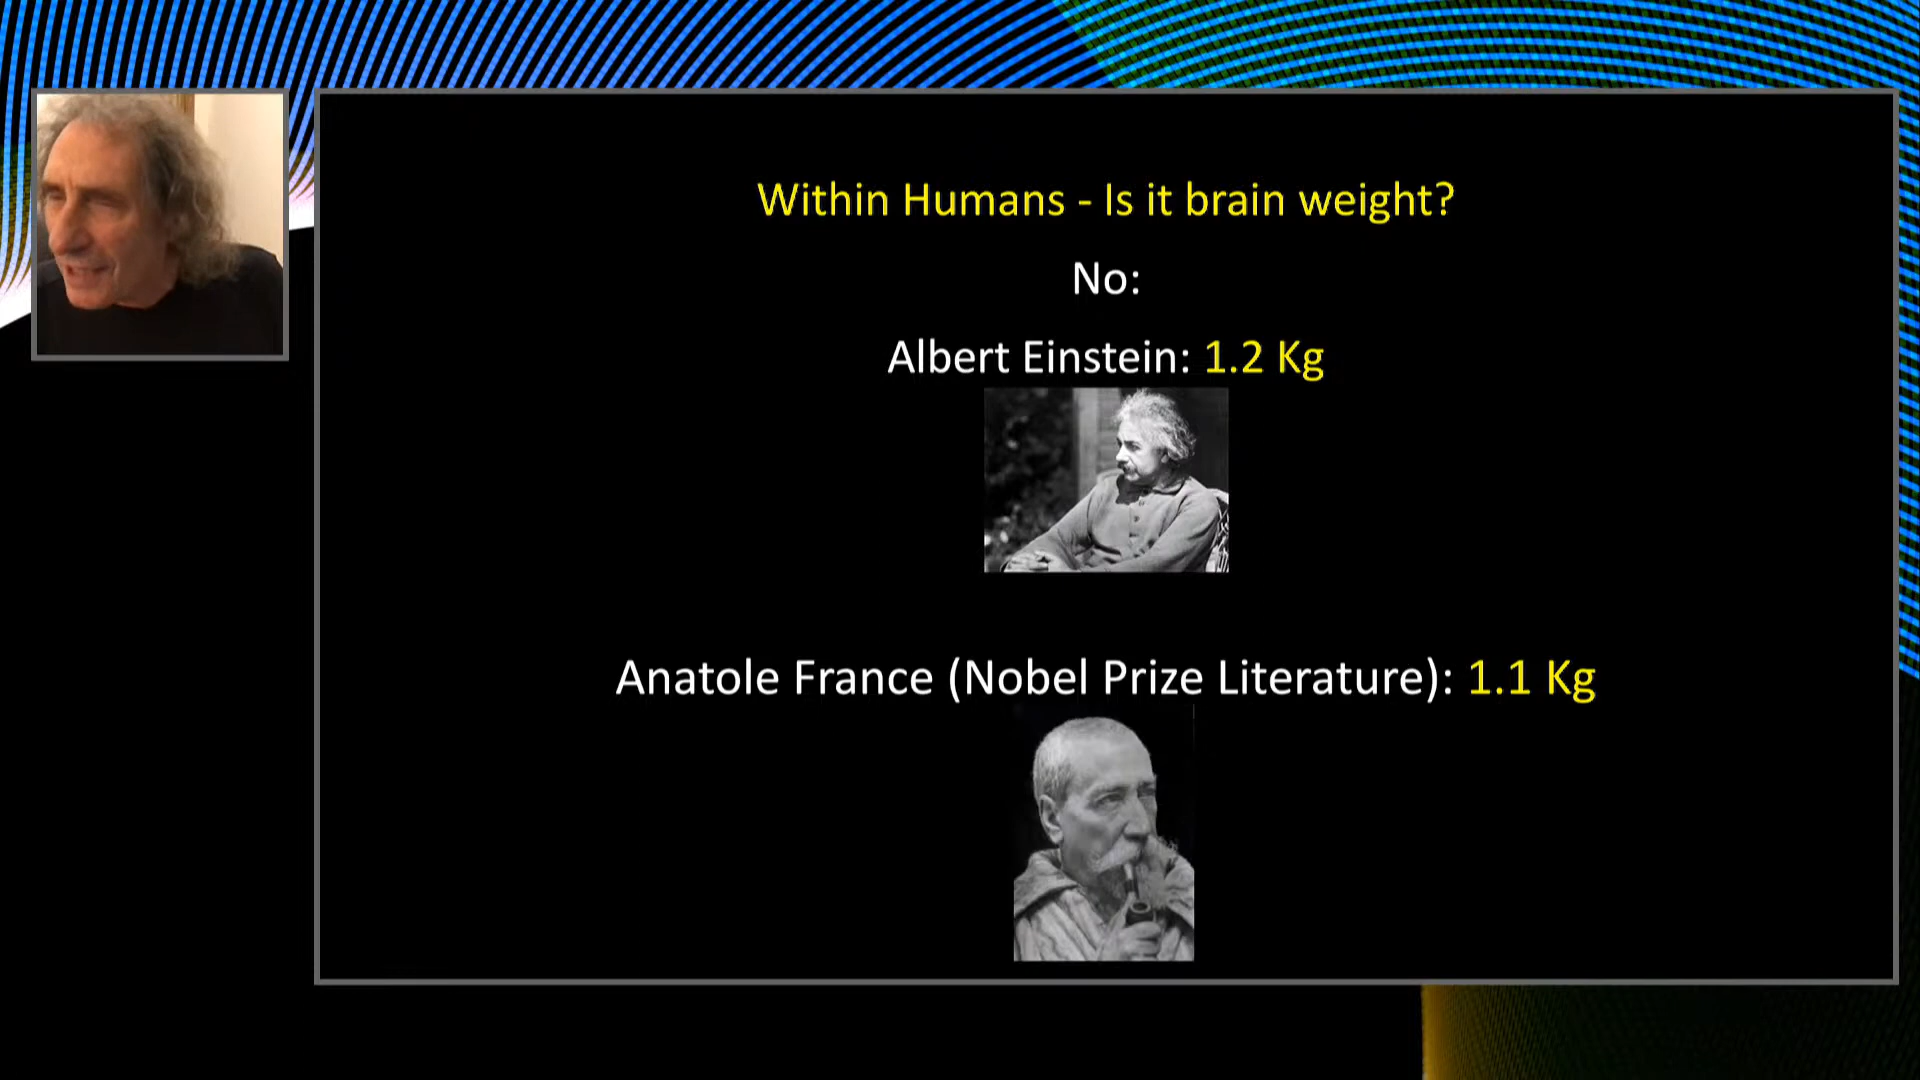 Within Humans - Is it brain weight?
No:
Albert Einstein: 1.2 Kg
Anatole France (Nobel Prize Literature): 1.1 Kg